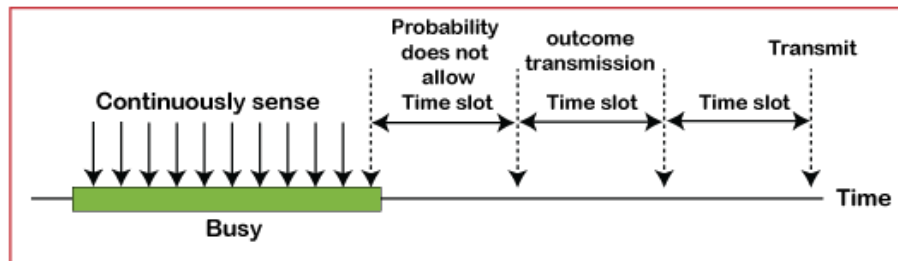 Probability
does not
allow
outcome
transmission
Transmit
Continuously sense
Time slot
Time slot
Time slot
Time
Busy